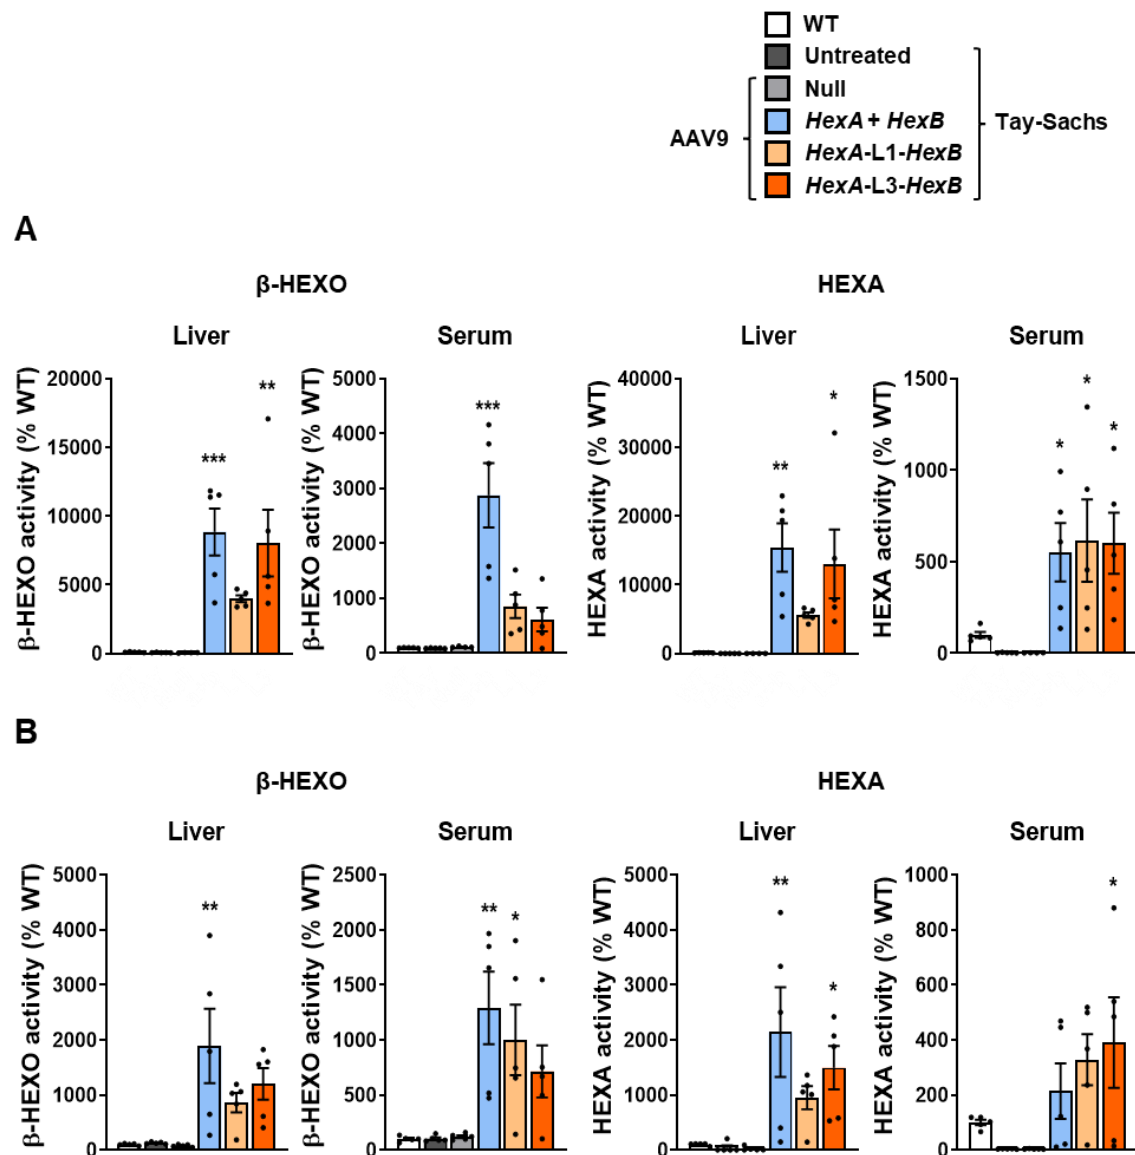 WT
Untreated
Null
HexA + HexB
HexA-L1-HexB
HexA-L3-HexB
AAV9
Tay-Sachs
A
β-HEXO
HEXA
Liver
Serum
Liver
Serum
β-HEXO activity (% WT)
20000
15000
10000
5000
0
***
**
β-HEXO activity (% WT)
5000
4000
3000
2000
1000
0
***
HEXA activity (% WT)
40000
30000
20000
10000
0
**
*
HEXA activity (% WT)
1500
1000
500
0
*
*
*
B
β-HEXO
HEXA
Liver
Serum
Liver
Serum
β-HEXO activity (% WT)
5000
4000
3000
2000
1000
0
**
β-HEXO activity (% WT)
2500
2000
1500
1000
500
0
**
*
HEXA activity (% WT)
5000
4000
3000
2000
1000
0
**
*
HEXA activity (% WT)
1000
800
600
400
200
0
*